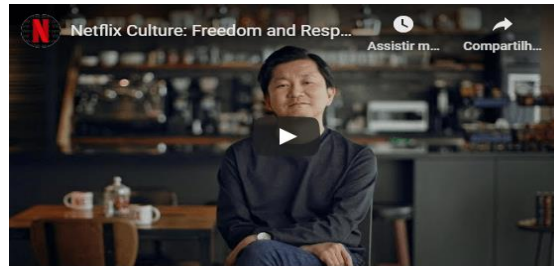 N Netflix Culture: Freedom and Resp...
Assistir m... Compartilh...